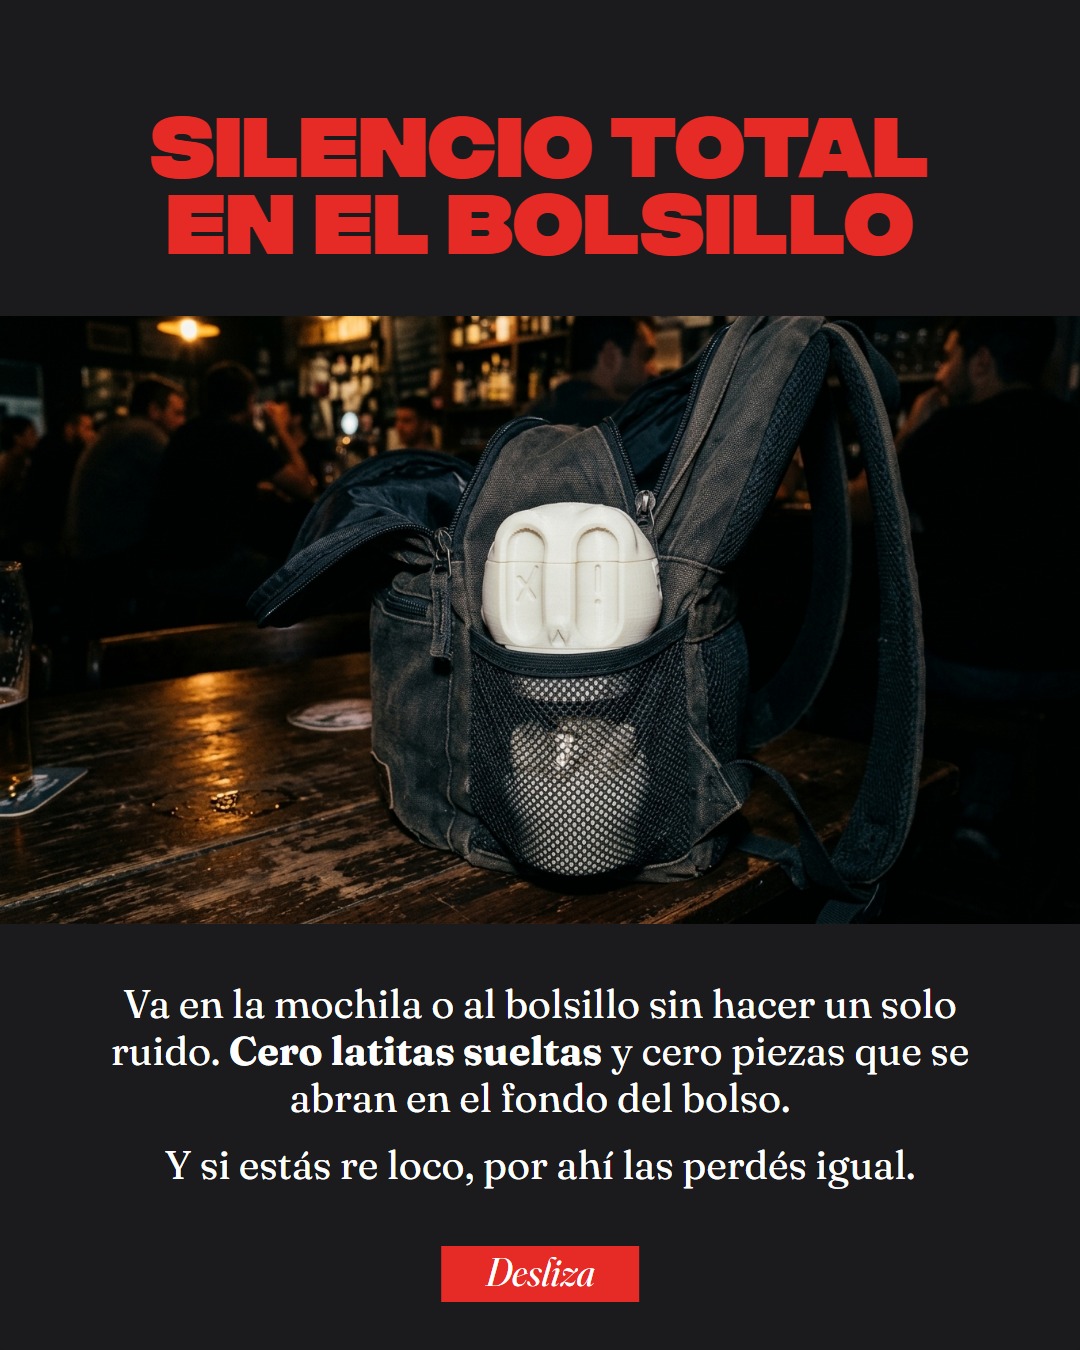 SILENCIO TOTAL
EN EL BOLSILLO
X
Va en la mochila o al bolsillo sin hacer un solo
ruido. Cero latitas sueltas y cero piezas que se
abran en el fondo del bolso.
Y si estás re loco, por ahí las perdés igual.
Desliza